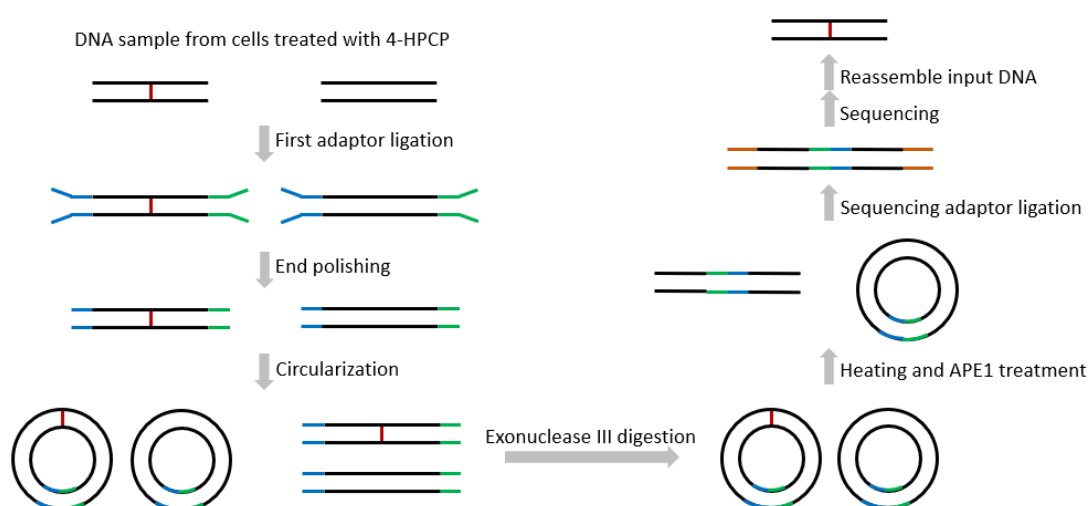 DNA sample from cells treated with 4-HPCP
First adaptor ligation
End polishing
Circularization
Exonuclease III digestion
Heating and APE1 treatment
Sequencing adaptor ligation
Sequencing
Reassemble input DNA